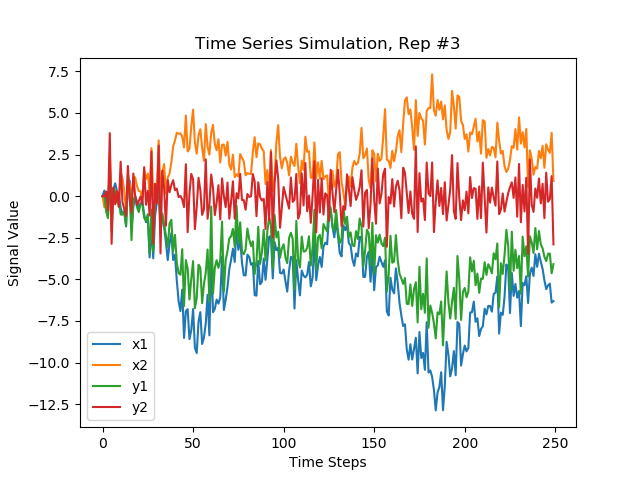 Time Series Simulation, Rep #3
Signal Value
7.5
5.0
2.5
0.0
−2.5
−5.0
−7.5
−10.0
−12.5
x1
x2
y1
y2
0 50 100 150 200 250
Time Steps